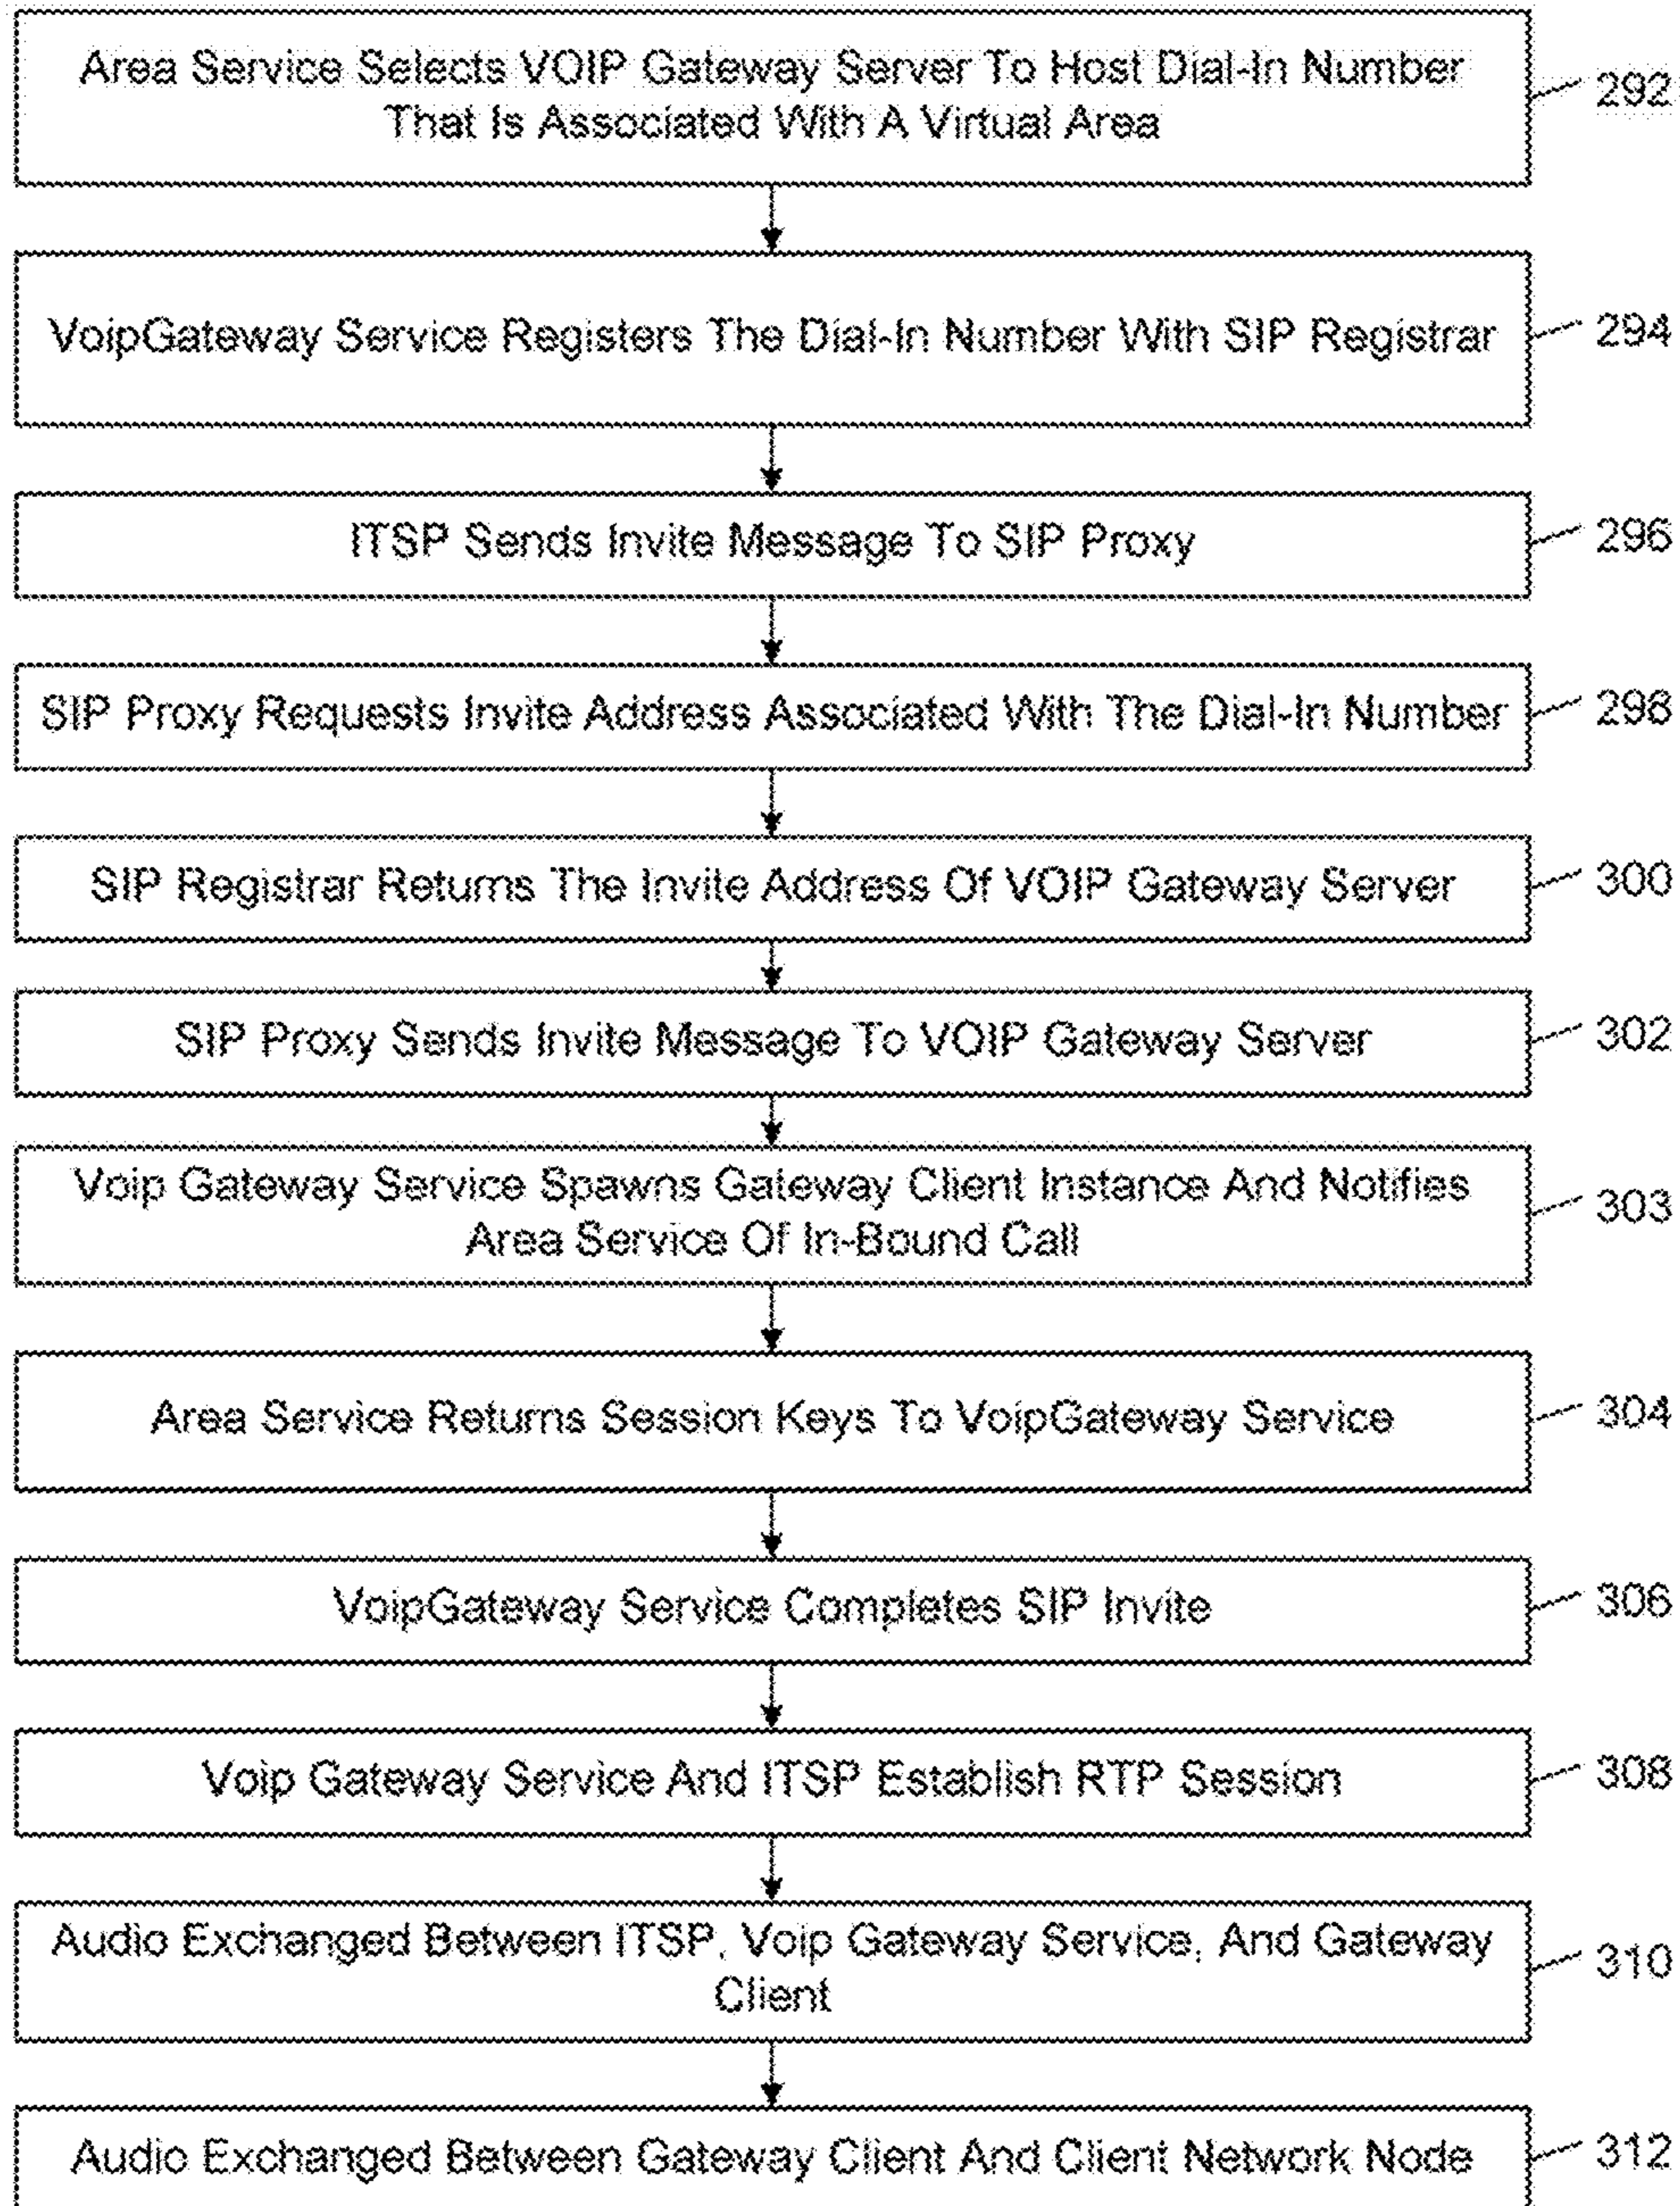 Area Service Selects VOIP Gateway Server To Host Dial-In Number
That Is Associated With A Virtual Area
292
VoipGateway Service Registers The Dial-In Number With SIP Registrar
294
ITSP Sends Invite Message To SIP Proxy
296
SIP Proxy Requests Invite Address Associated With The Dial-In Number
298
SIP Registrar Returns The Invite Address Of VOIP Gateway Server
300
SIP Proxy Sends Invite Message To VOIP Gateway Server
302
Voip Gateway Service Spawns Gateway Client Instance And Notifies
Area Service Of In-Bound Call
303
Area Service Returns Session Keys To VoipGateway Service
304
VoipGateway Service Completes SIP Invite
306
Voip Gateway Service And ITSP Establish RTP Session
308
Audio Exchanged Between ITSP, Voip Gateway Service, And Gateway
Client
310
Audio Exchanged Between Gateway Client And Client Network Node
312